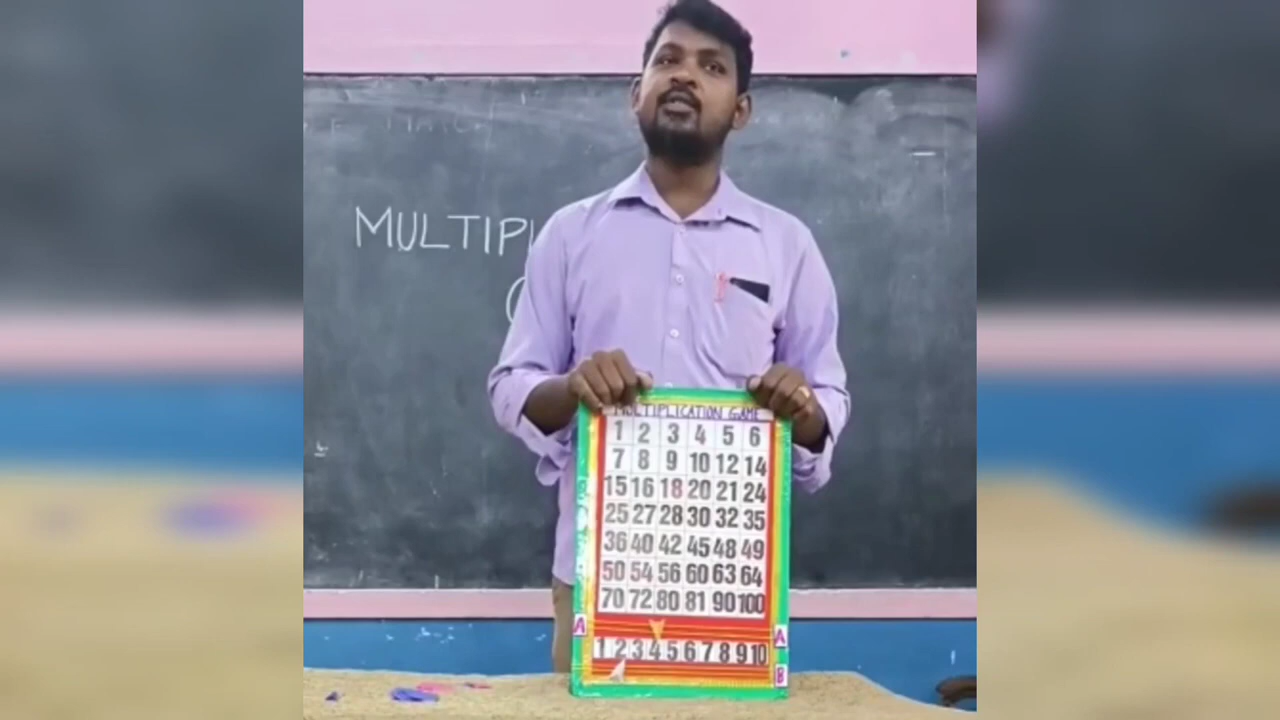 MULTIPL
MULTIPLICATION GAME
1 2 3 4 5 6
7 8 9 10 12 14
15 16 18 20 21 24
25 27 28 30 32 35
36 40 42 45 48 49
50 54 56 60 63 64
70 72 80 81 90 100
A A
1 2 3 4 5 6 7 8 9 10
B